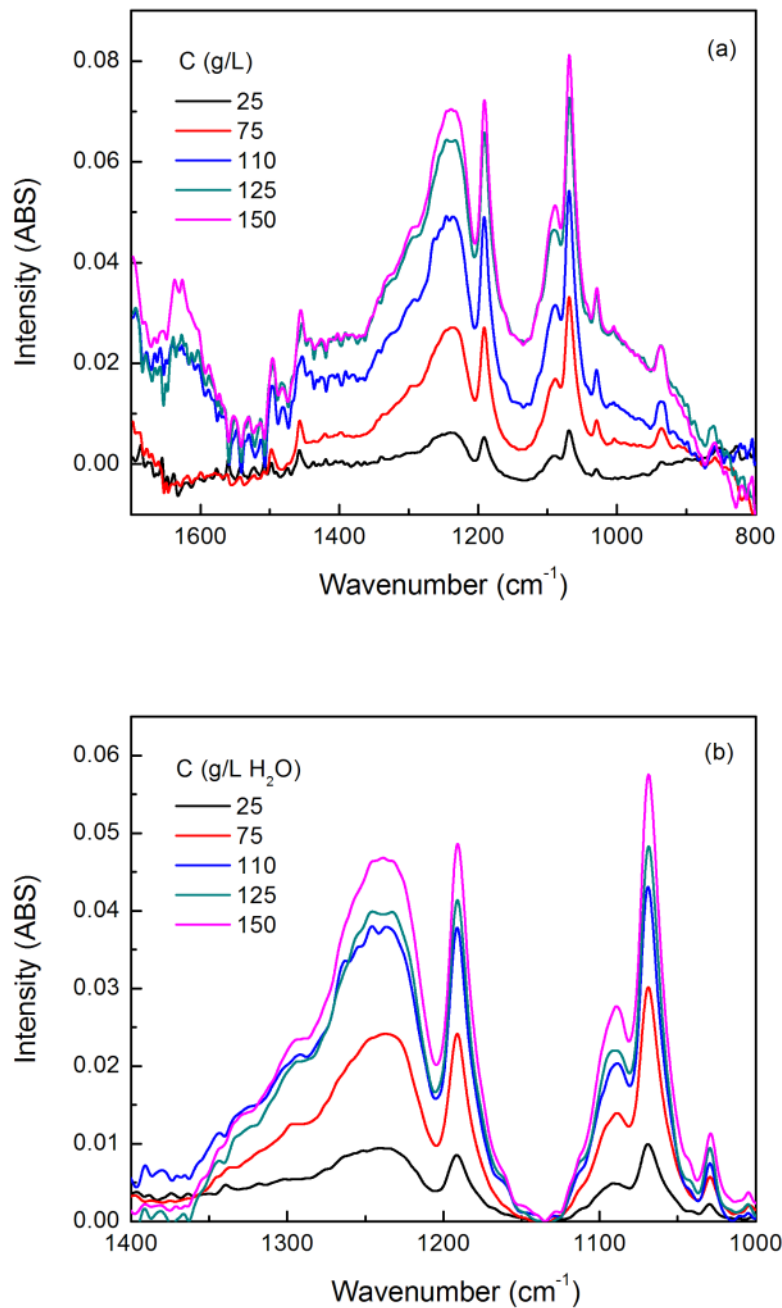 (a)
C (g/L)
25
75
110
125
150
0.08
0.06
0.04
0.02
0.00
Intensity (ABS)
1600 1400 1200 1000 800
Wavenumber (cm⁻¹)
(b)
C (g/L H₂O)
25
75
110
125
150
0.06
0.05
0.04
0.03
0.02
0.01
0.00
Intensity (ABS)
1400 1300 1200 1100 1000
Wavenumber (cm⁻¹)